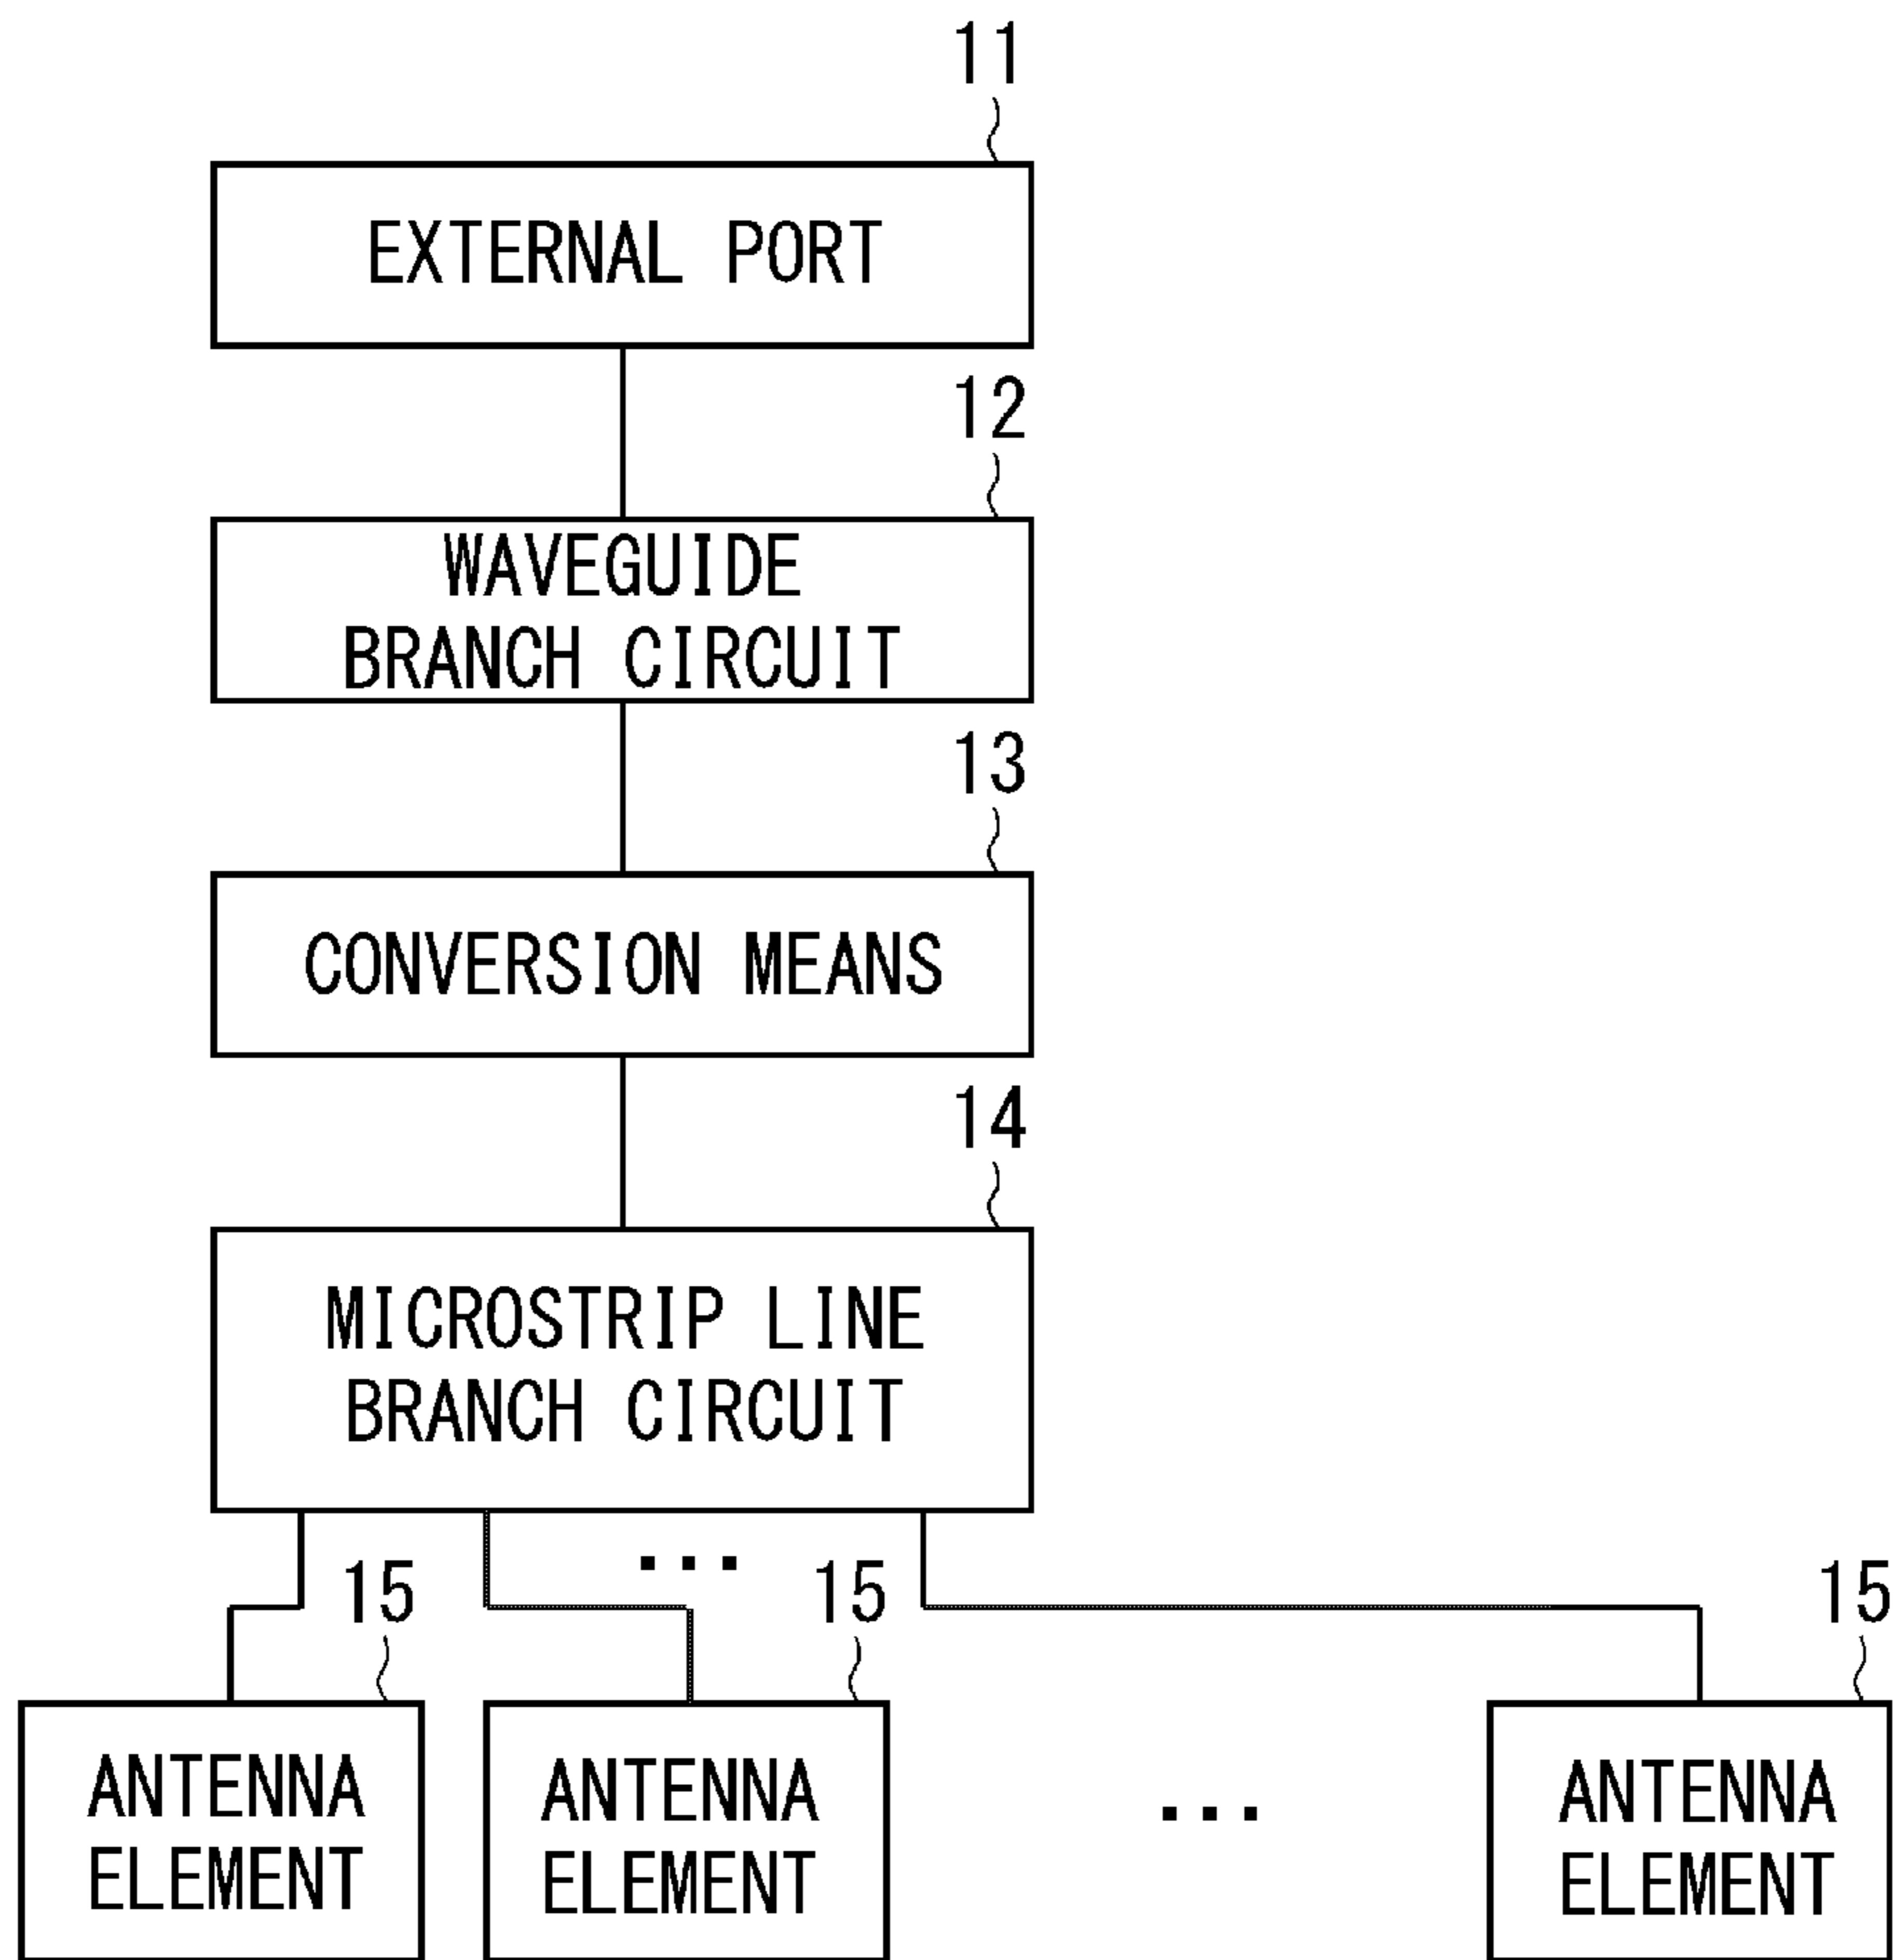 11
EXTERNAL PORT
12
WAVEGUIDE
BRANCH CIRCUIT
13
CONVERSION MEANS
14
MICROSTRIP LINE
BRANCH CIRCUIT
...
15
15
15
ANTENNA
ELEMENT
ANTENNA
ELEMENT
...
ANTENNA
ELEMENT